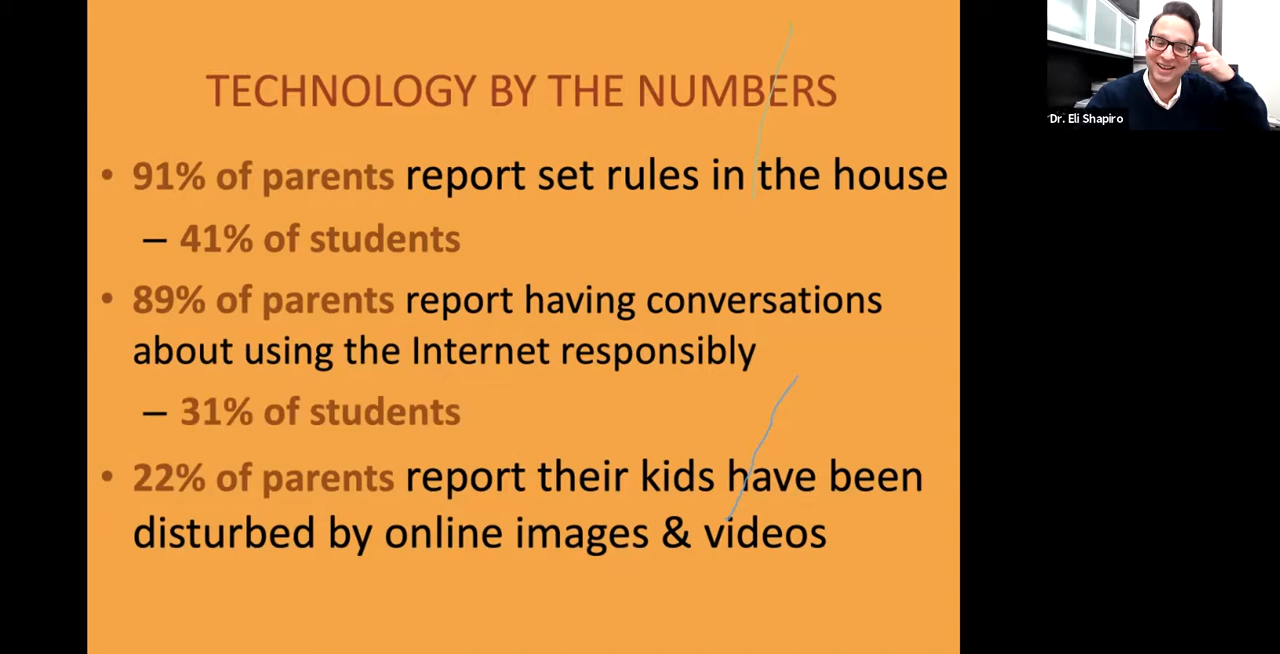 TECHNOLOGY BY THE NUMBERS
• 91% of parents report set rules in the house
– 41% of students
• 89% of parents report having conversations
about using the Internet responsibly
– 31% of students
• 22% of parents report their kids have been
disturbed by online images & videos
Dr. Eli Shapiro